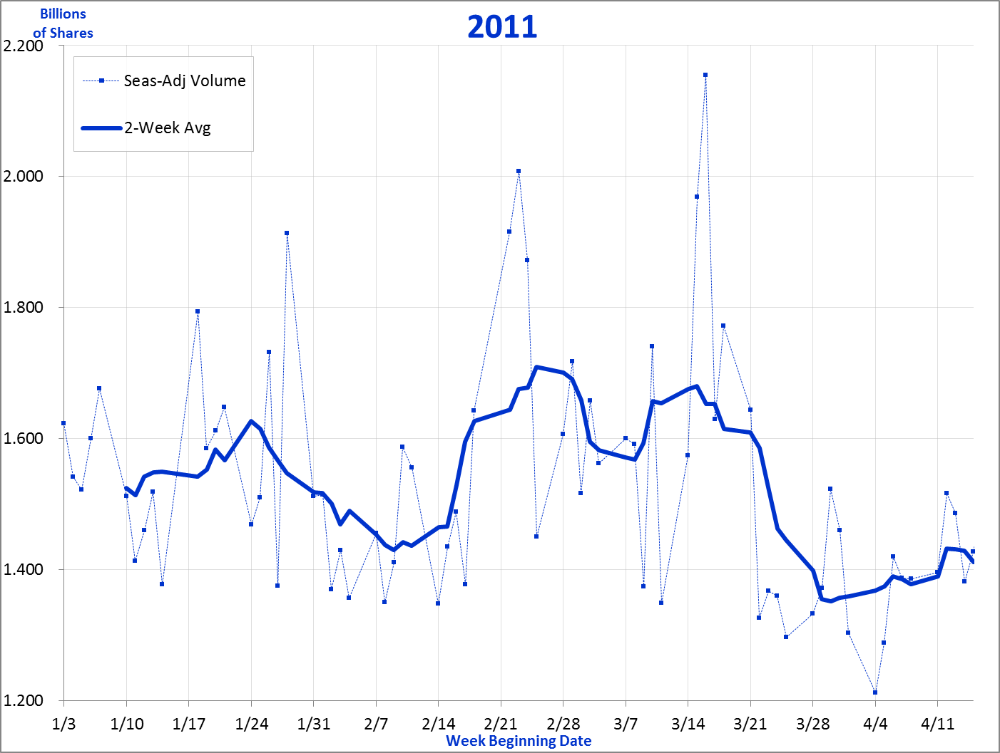 Billions
of Shares
2011
2.200
Seas-Adj Volume
2-Week Avg
2.000
1.800
1.600
1.400
1.200
1/3 1/10 1/17 1/24 1/31 2/7 2/14 2/21 2/28 3/7 3/14 3/21 3/28 4/4 4/11
Week Beginning Date